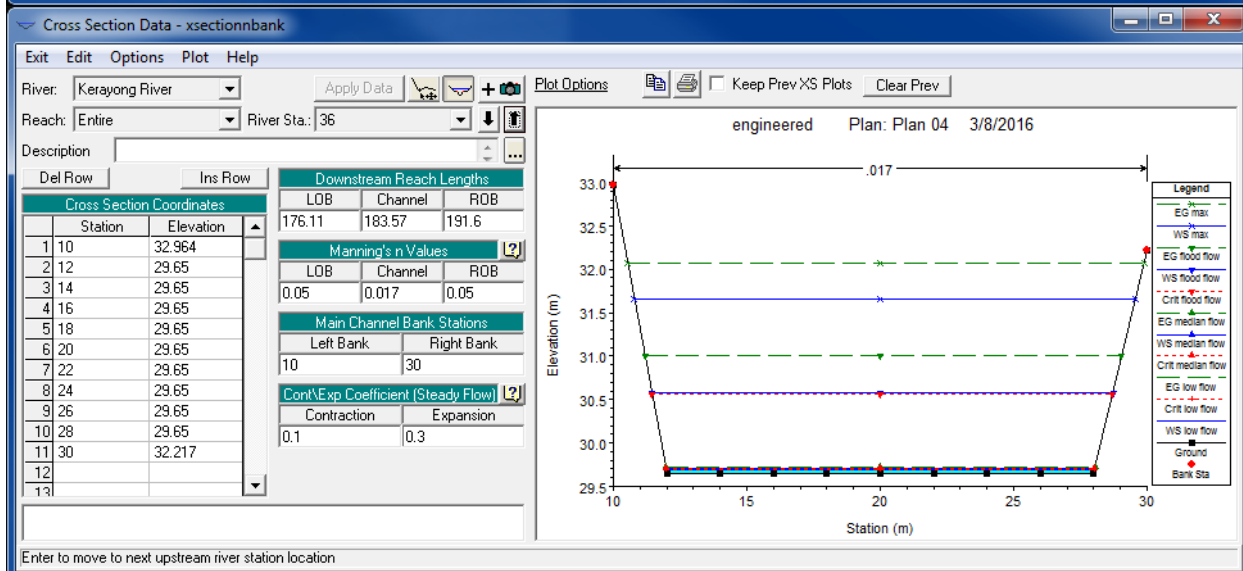 Cross Section Data - xsectionnbank
Exit Edit Options Plot Help
River: Kerayong River Apply Data Plot Options Keep Prev XS Plots Clear Prev
Reach: Entire River Sta.: 36
Description ...
Del Row Ins Row
Cross Section Coordinates
Station Elevation
1 10 32.964
2 12 29.65
3 14 29.65
4 16 29.65
5 18 29.65
6 20 29.65
7 22 29.65
8 24 29.65
9 26 29.65
10 28 29.65
11 30 32.217
12
13
Downstream Reach Lengths
LOB Channel ROB
176.11 183.57 191.6
Manning's n Values
LOB Channel ROB
0.05 0.017 0.05
Main Channel Bank Stations
Left Bank Right Bank
10 30
Cont\Exp Coefficient (Steady Flow)
Contraction Expansion
0.1 0.3
engineered Plan: Plan 04 3/8/2016
.017
33.0
32.5
32.0
31.5
31.0
30.5
30.0
29.5
Elevation (m)
10 15 20 25 30
Station (m)
Legend
EG max
WS max
EG flood flow
WS flood flow
Crit flood flow
EG median flow
WS median flow
Crit median flow
EG low flow
Crit low flow
WS low flow
Ground
Bank Sta
Enter to move to next upstream river station location